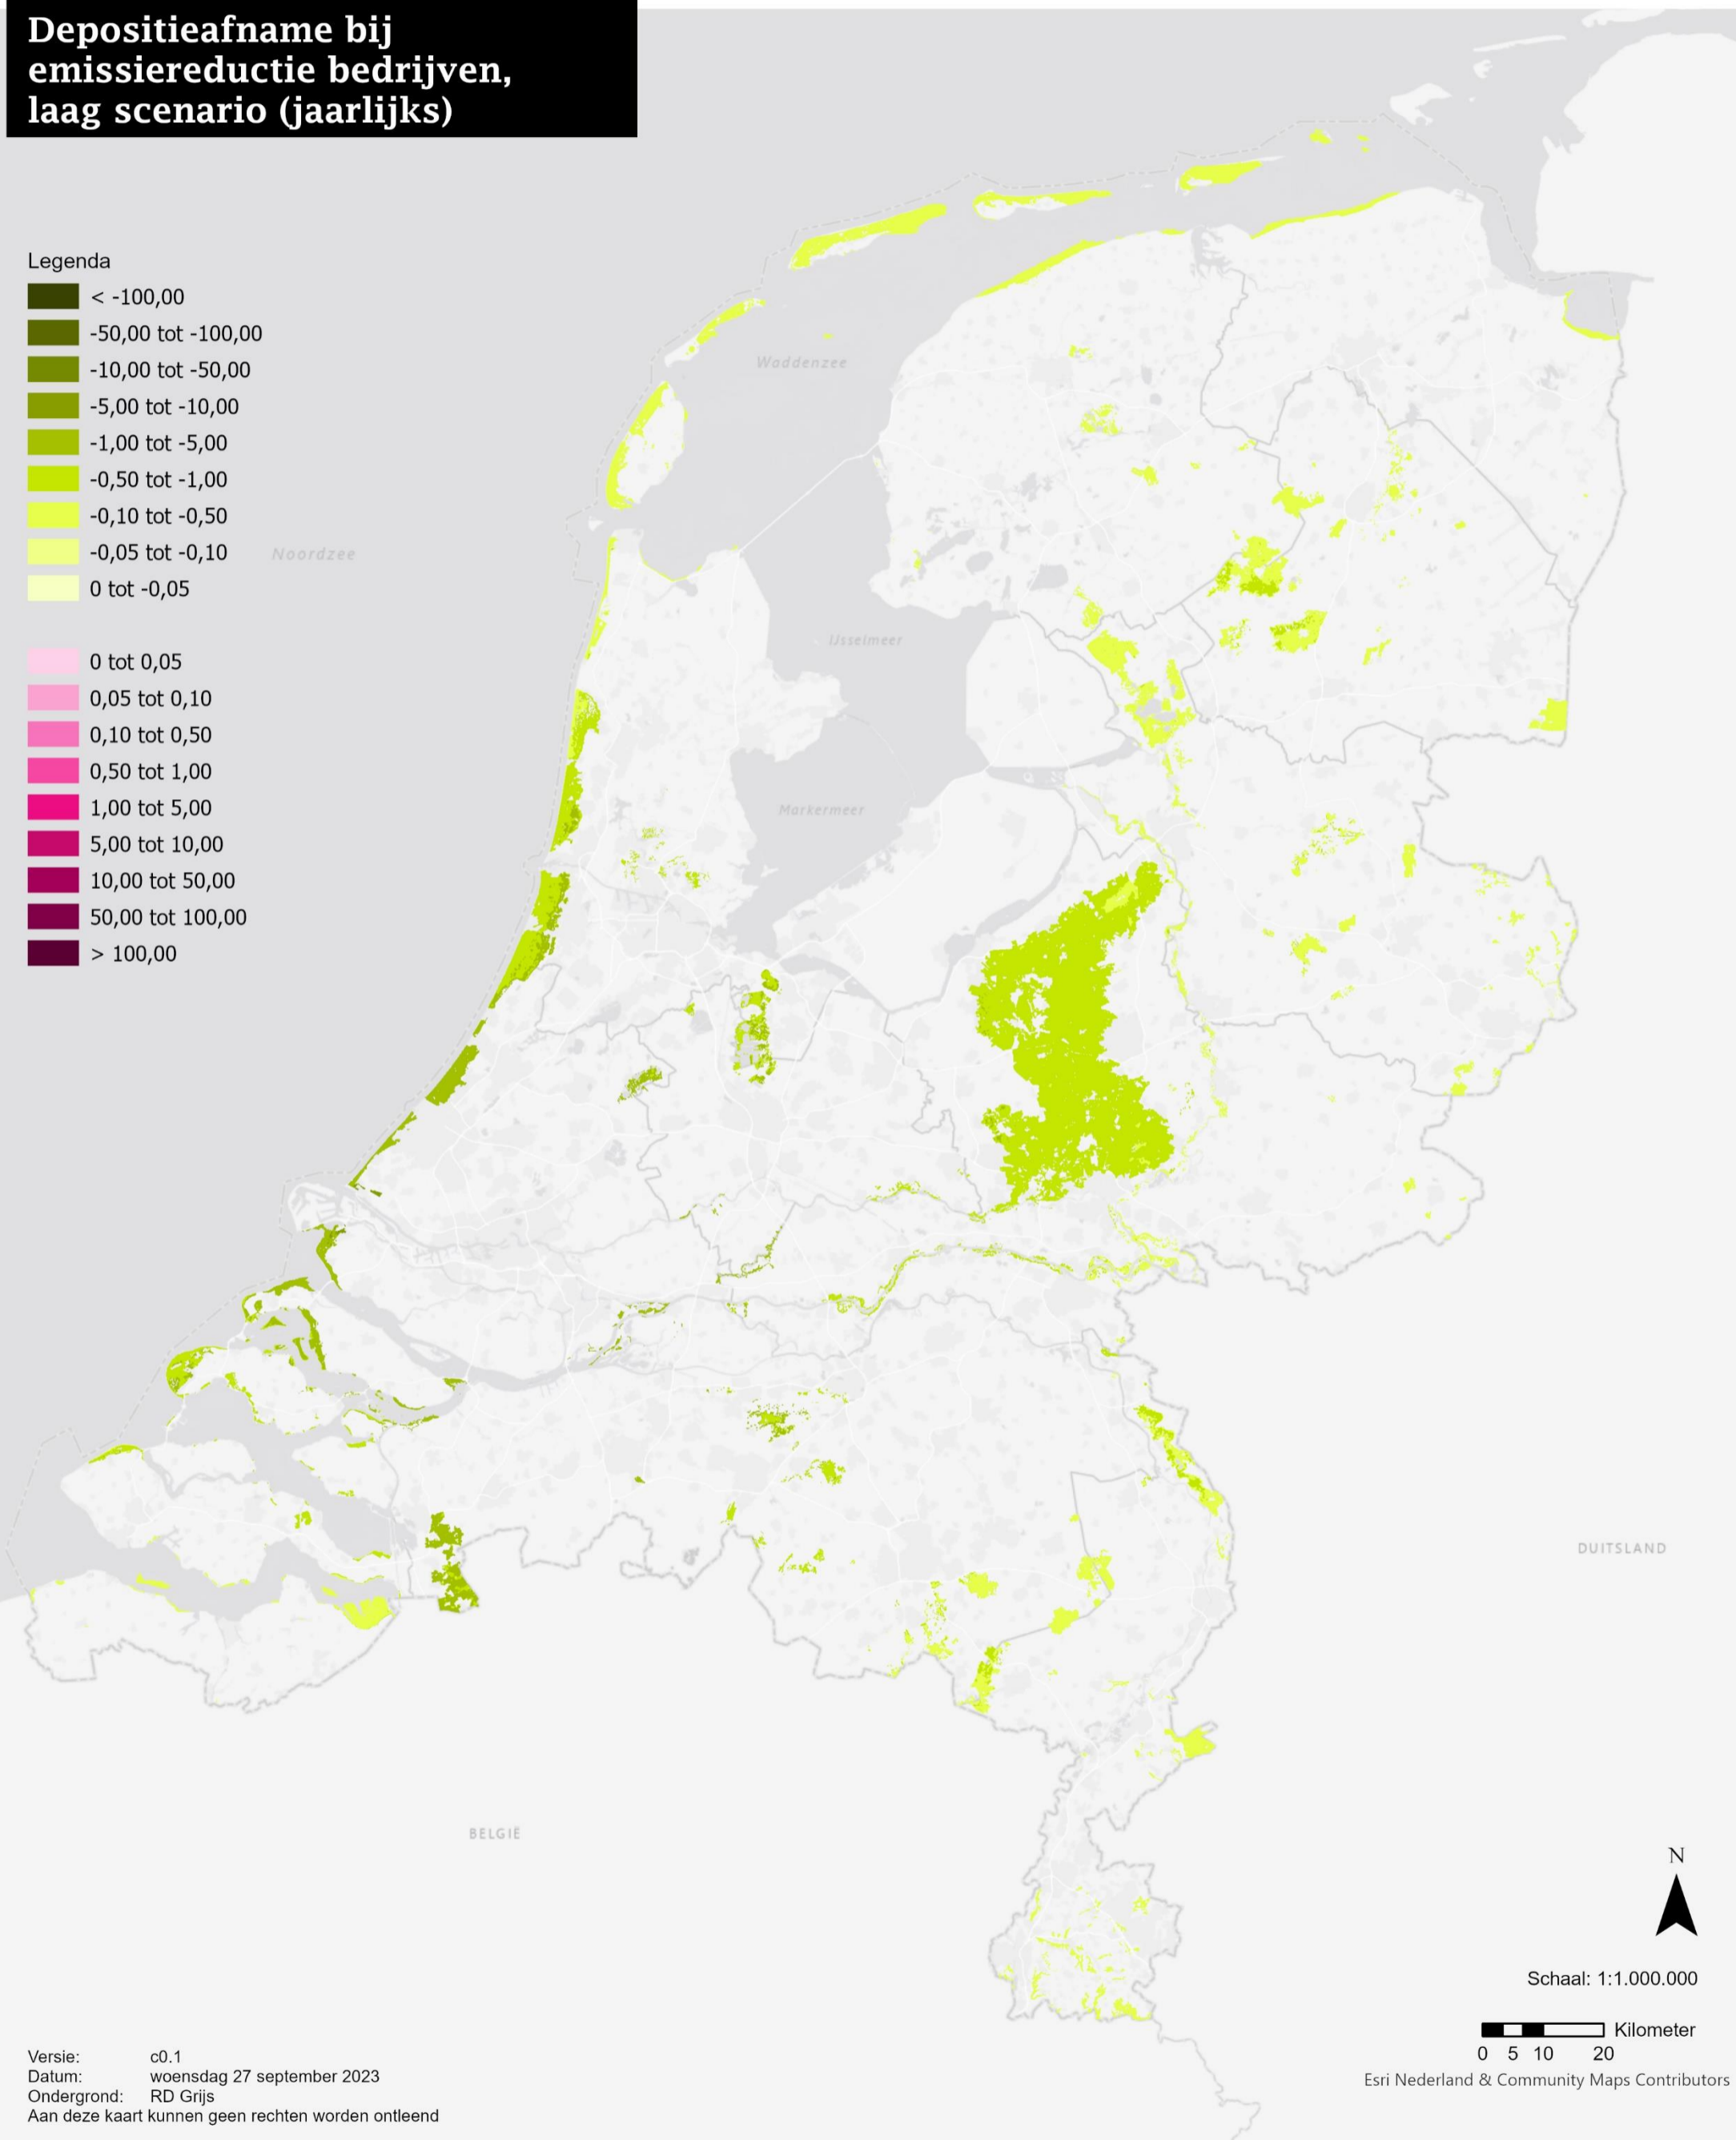 Depositieafname bij
emissiereductie bedrijven,
laag scenario (jaarlijks)
Legenda
< -100,00
-50,00 tot -100,00
-10,00 tot -50,00
-5,00 tot -10,00
-1,00 tot -5,00
-0,50 tot -1,00
-0,10 tot -0,50
-0,05 tot -0,10
0 tot -0,05
0 tot 0,05
0,05 tot 0,10
0,10 tot 0,50
0,50 tot 1,00
1,00 tot 5,00
5,00 tot 10,00
10,00 tot 50,00
50,00 tot 100,00
> 100,00
Waddenzee
Noordzee
IJsselmeer
Markermeer
DUITSLAND
BELGIË
N
Schaal: 1:1.000.000
Kilometer
0 5 10 20
Esri Nederland & Community Maps Contributors
Versie: c0.1
Datum: woensdag 27 september 2023
Ondergrond: RD Grijs
Aan deze kaart kunnen geen rechten worden ontleend